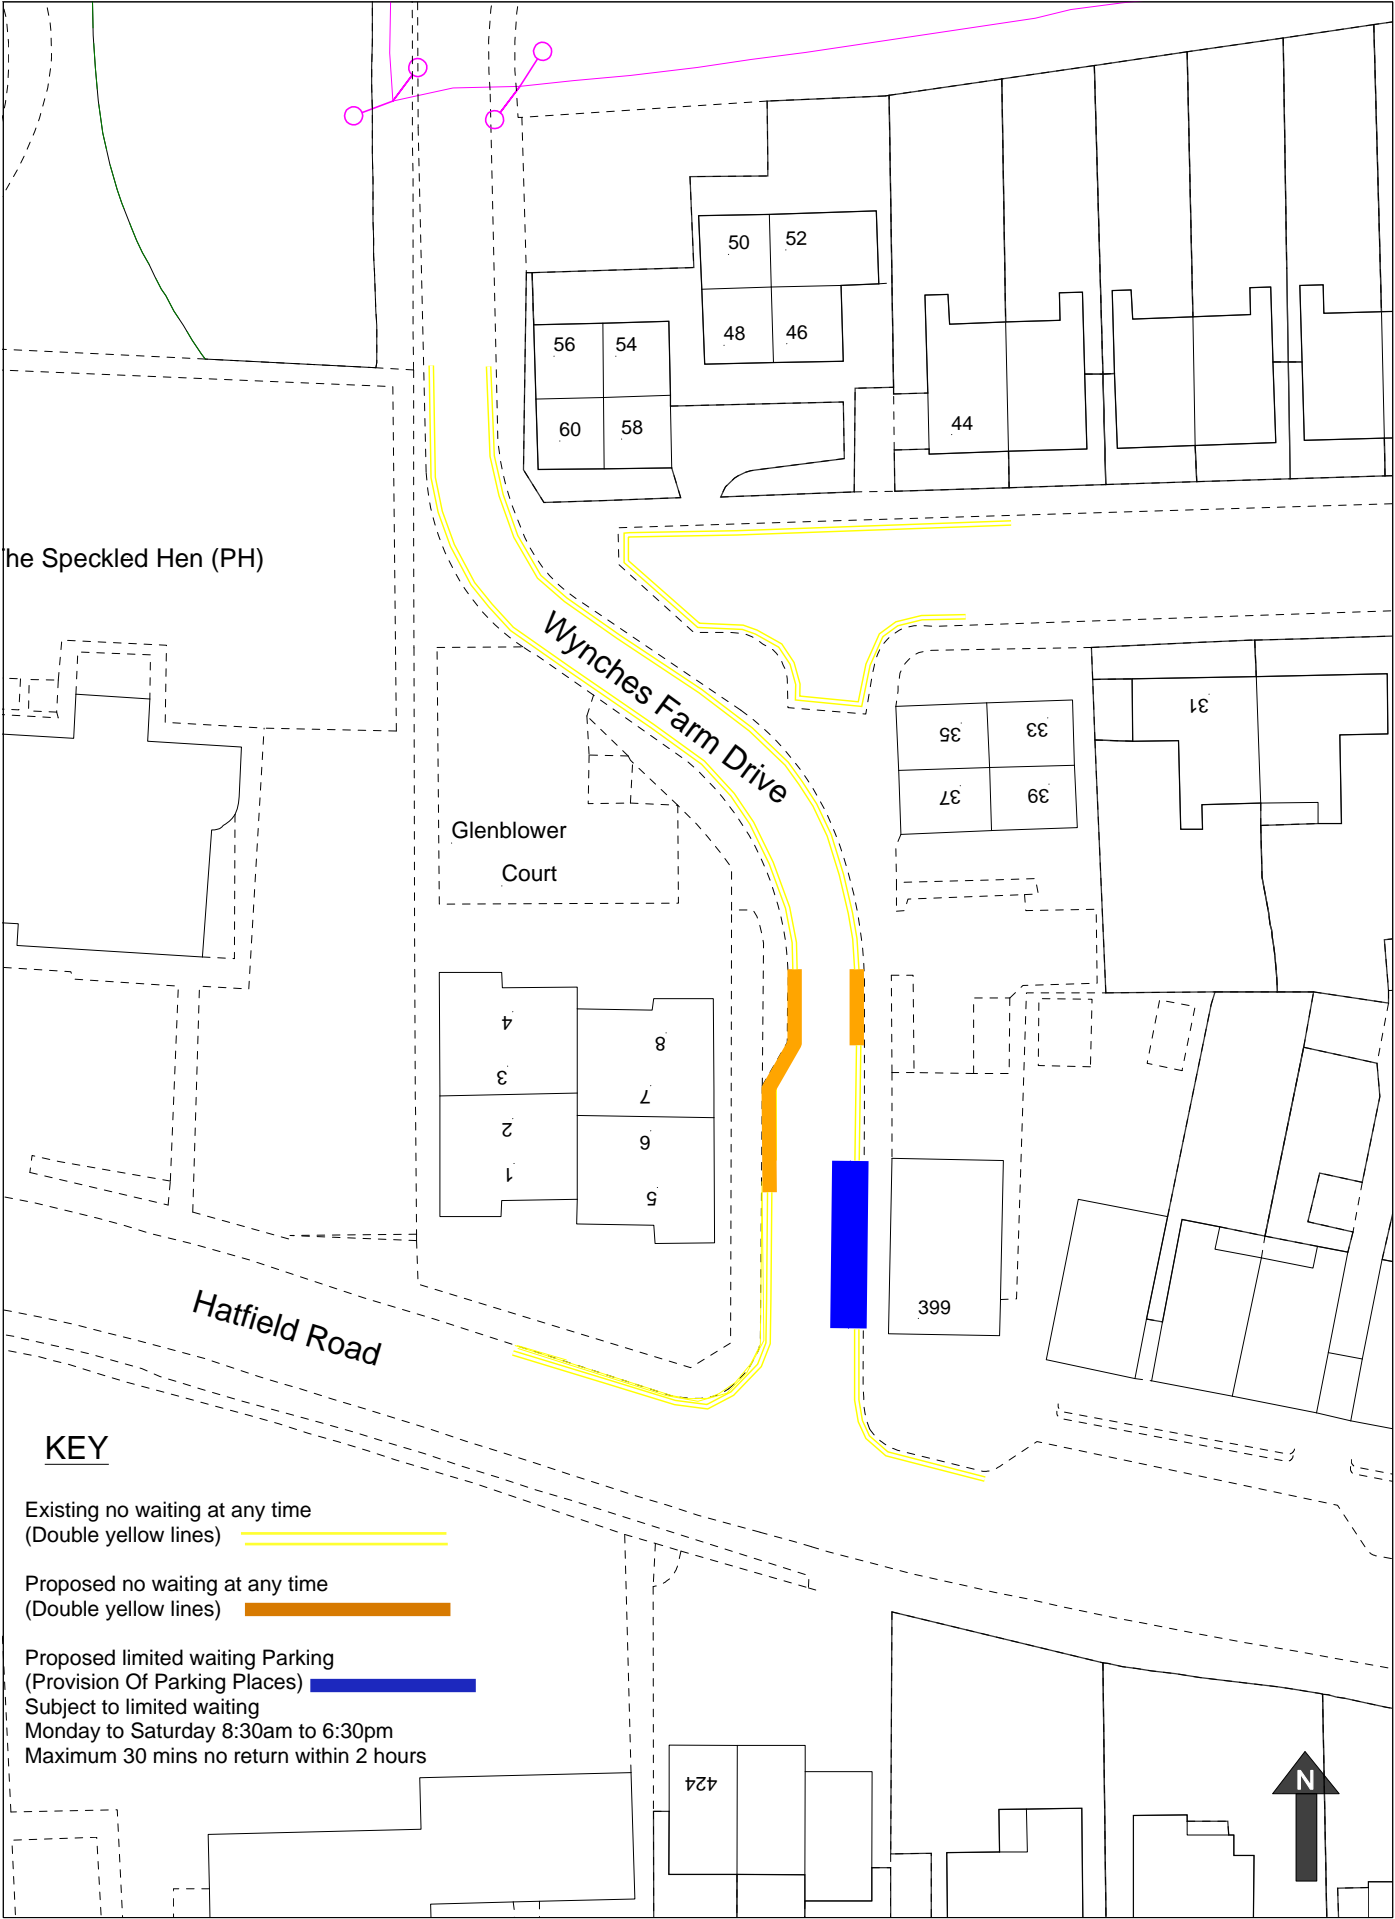 50 52
48 46
56 54
60 58
44
he Speckled Hen (PH)
Wynches Farm Drive
31
35 33
37 39
Glenblower
Court
4
3
2
1
8
7
6
5
399
Hatfield Road
KEY
Existing no waiting at any time
(Double yellow lines)
Proposed no waiting at any time
(Double yellow lines)
Proposed limited waiting Parking
(Provision Of Parking Places)
Subject to limited waiting
Monday to Saturday 8:30am to 6:30pm
Maximum 30 mins no return within 2 hours
424
N